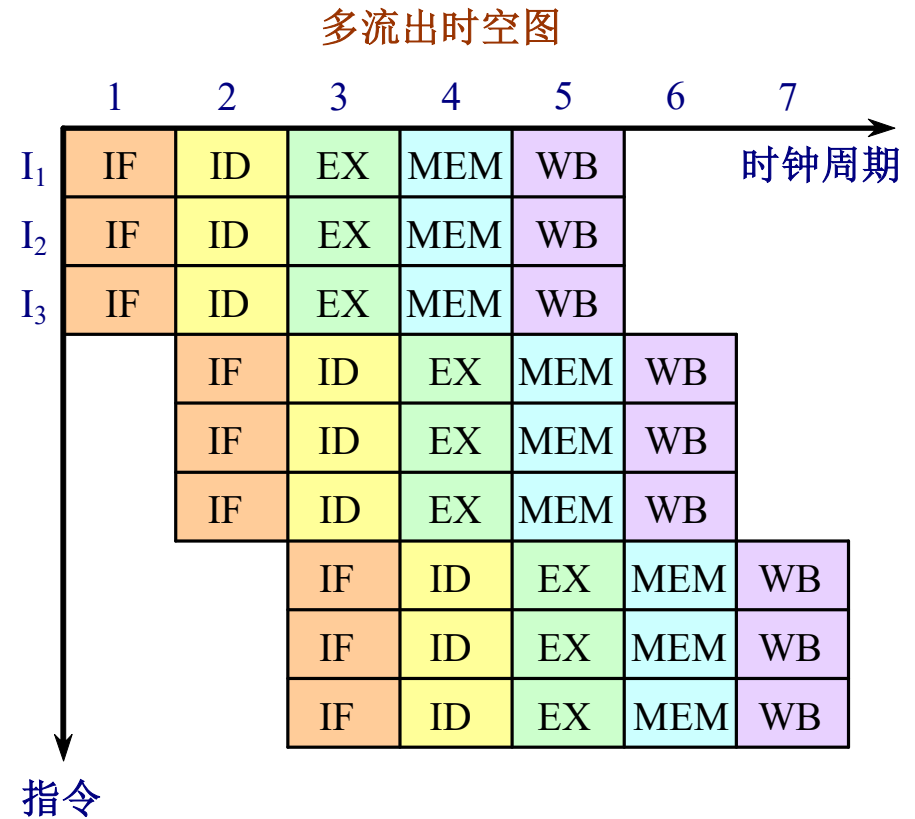 多流出时空图
1 2 3 4 5 6 7
时钟周期
I₁ IF ID EX MEM WB
I₂ IF ID EX MEM WB
I₃ IF ID EX MEM WB
IF ID EX MEM WB
IF ID EX MEM WB
IF ID EX MEM WB
IF ID EX MEM WB
IF ID EX MEM WB
IF ID EX MEM WB
指令